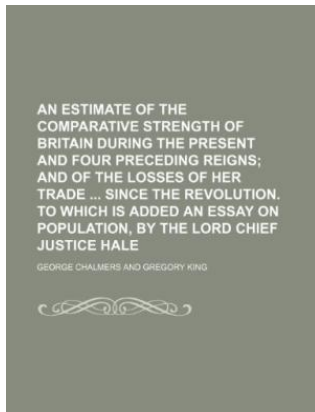 AN ESTIMATE OF THE
COMPARATIVE STRENGTH OF
BRITAIN DURING THE PRESENT
AND FOUR PRECEDING REIGNS;
AND OF THE LOSSES OF HER
TRADE ... SINCE THE REVOLUTION.
TO WHICH IS ADDED AN ESSAY ON
POPULATION, BY THE LORD CHIEF
JUSTICE HALE
GEORGE CHALMERS AND GREGORY KING